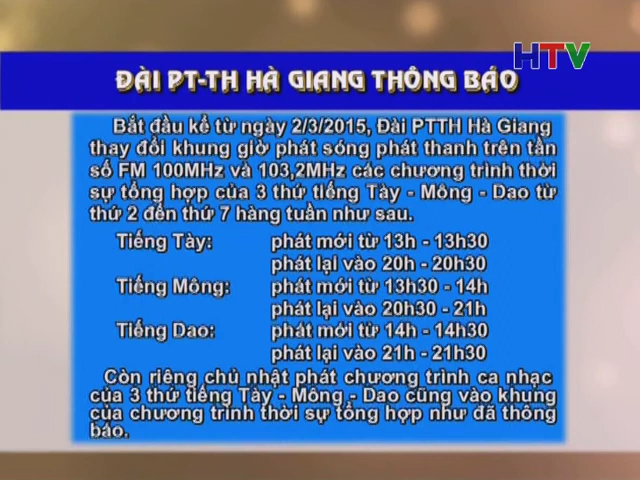 HTV
ĐÀI PT-TH HÀ GIANG THÔNG BÁO
Bắt đầu kể từ ngày 2/3/2015, Đài PTTH Hà Giang
thay đổi khung giờ phát sóng phát thanh trên tần
số FM 100MHz và 103,2MHz các chương trình thời
sự tổng hợp của 3 thứ tiếng Tày - Mông - Dao từ
thứ 2 đến thứ 7 hàng tuần như sau.
Tiếng Tày: phát mới từ 13h - 13h30
phát lại vào 20h - 20h30
Tiếng Mông: phát mới từ 13h30 - 14h
phát lại vào 20h30 - 21h
Tiếng Dao: phát mới từ 14h - 14h30
phát lại vào 21h - 21h30
Còn riêng chủ nhật phát chương trình ca nhạc
của 3 thứ tiếng Tày - Mông - Dao cũng vào khung
của chương trình thời sự tổng hợp như đã thông
báo.